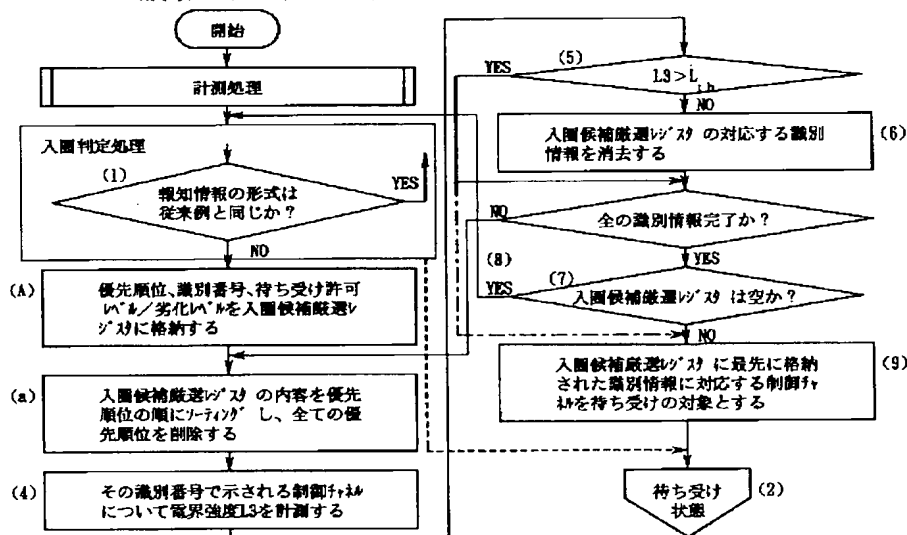 開始
計測処理
入圏判定処理
(1)
報知情報の形式は
従来例と同じか?
YES
NO
(A)
優先順位、識別番号、待ち受け許可
レベル/劣化レベルを入圏候補厳選レ
ジスタに格納する
(a)
入圏候補厳選レジスタ の内容を優先
順位の順にソーティング し、全ての優
先順位を削除する
(4)
その識別番号で示される制御チャネル
について電界強度L3を計測する
(5)
YES
L3>L
NO
入圏候補厳選レジスタ の対応する識別
情報を消去する
(6)
NO
全の識別情報完了か?
YES
(8)
(7)
YES
入圏候補厳選レジスタ は空か?
NO
入圏候補厳選レジスタ に最先に格納
された識別情報に対応する制御チャ
ネルを待ち受けの対象とする
(9)
待ち受け
状態
(2)